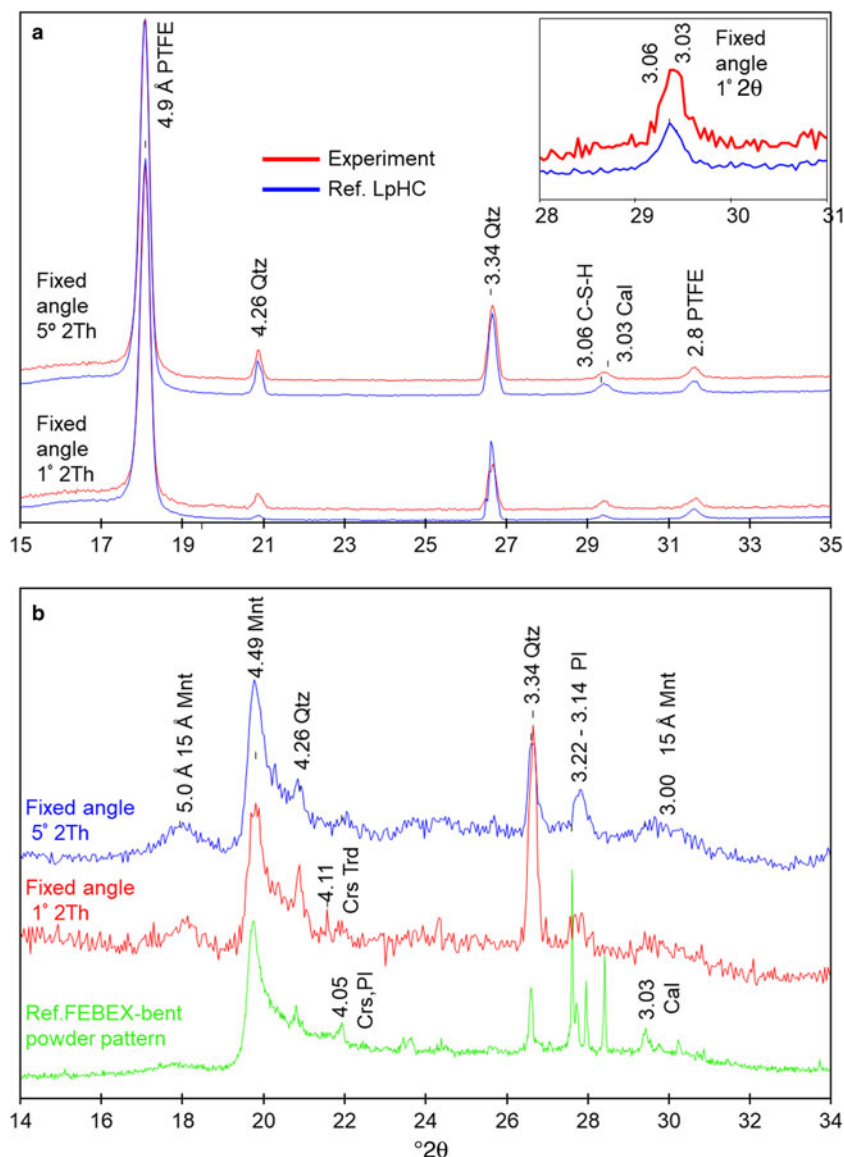 a
4.9 Å PTFE
Experiment
Ref. LpHC
3.06
3.03
Fixed
angle
1° 2θ
28
29
30
31
Fixed
angle
5º 2Th
4.26 Qtz
3.34 Qtz
3.06 C-S-H
3.03 Cal
2.8 PTFE
Fixed
angle
1° 2Th
15
17
19
21
23
25
27
29
31
33
35
b
5.0 Å 15 Å Mnt
4.49 Mnt
4.26 Qtz
3.34 Qtz
3.22 - 3.14 Pl
3.00 15 Å Mnt
Fixed angle
5° 2Th
Fixed angle
1° 2Th
4.11
Crs Trd
Ref.FEBEX-bent
powder pattern
4.05
Crs,Pl
3.03
Cal
14
16
18
20
22
24
26
28
30
32
34
°2θ